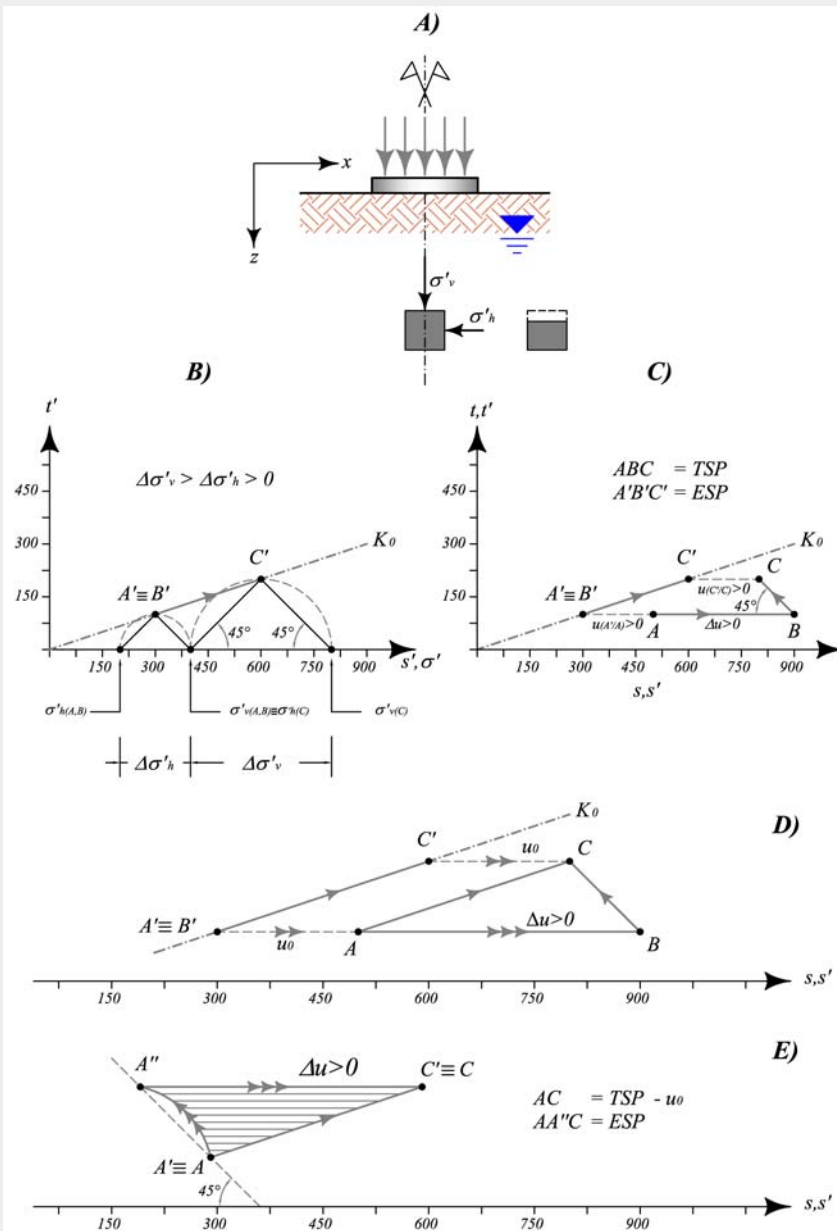 A)
x
z
σ'v
σ'h
B)
t'
450
300
150
Δσ'v > Δσ'h > 0
K0
A'≡ B'
C'
45°
45°
150 300 450 600 750 900
s',σ'
σ'h(A,B)
σ'v(A,B)≡σ'h(C)
σ'v(C)
Δσ'h
Δσ'v
C)
t,t'
450
300
150
ABC = TSP
A'B'C' = ESP
K0
C'
C
u(C'/C)>0
A'≡ B'
45°
u(A'/A)>0
A
Δu>0
B
150 300 450 600 750 900
s,s'
D)
K0
C'
u0
C
A'≡ B'
u0
A
Δu>0
B
150 300 450 600 750 900
s,s'
E)
A''
Δu>0
C'≡ C
AC = TSP - u0
AA''C = ESP
A'≡ A
45°
150 300 450 600 750 900
s,s'